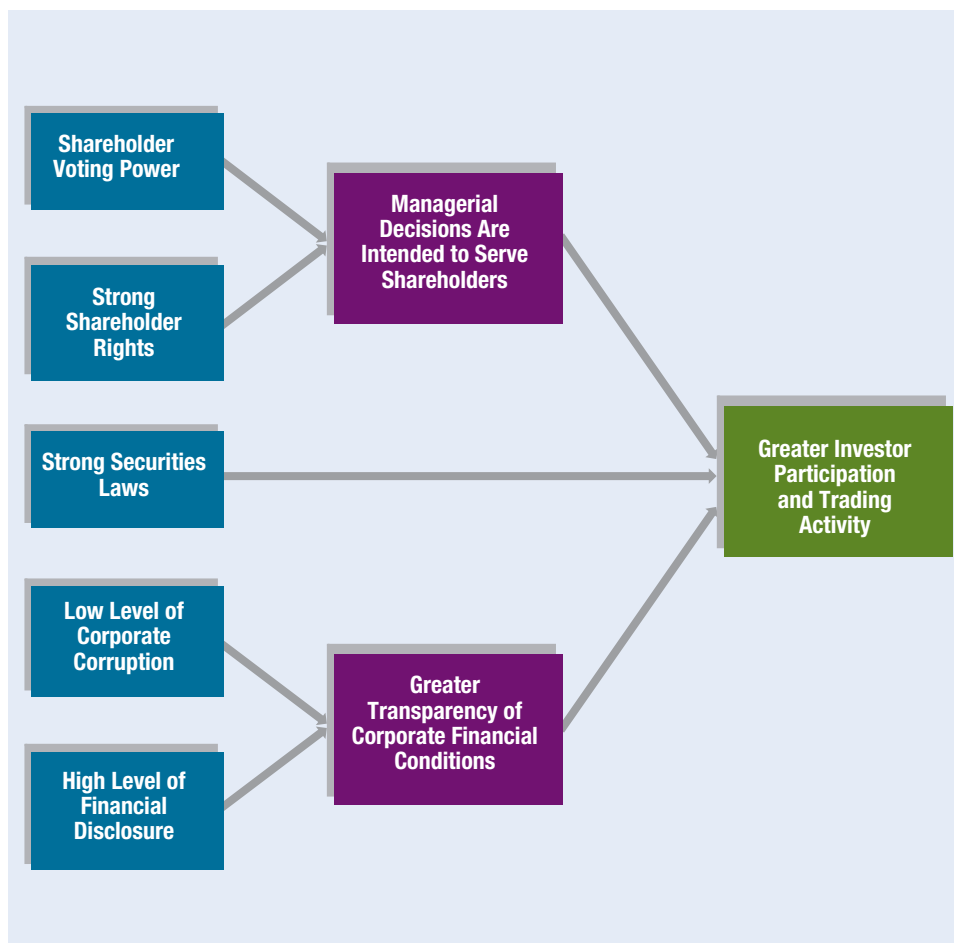 Shareholder
Voting Power
Managerial
Decisions Are
Intended to Serve
Shareholders
Strong
Shareholder
Rights
Strong Securities
Laws
Greater Investor
Participation
and Trading
Activity
Low Level of
Corporate
Corruption
Greater
Transparency of
Corporate Financial
Conditions
High Level of
Financial
Disclosure